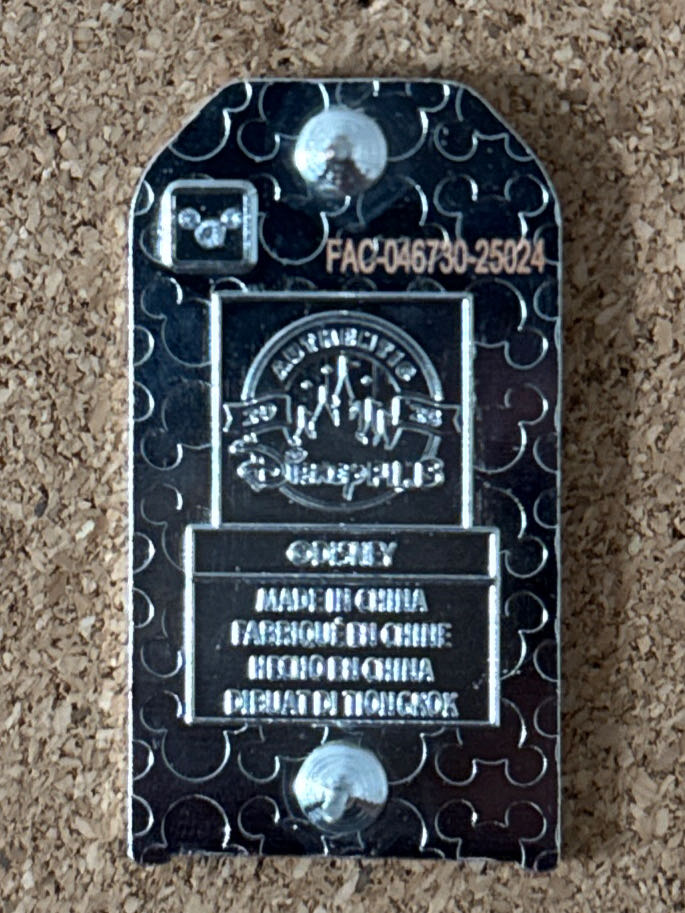 FAC-046730-25024
AUTHENTIC
Disney PINS
©DISNEY
MADE IN CHINA
FABRIQUÉ EN CHINE
HECHO EN CHINA
DIBUAT DI TIONGKOK